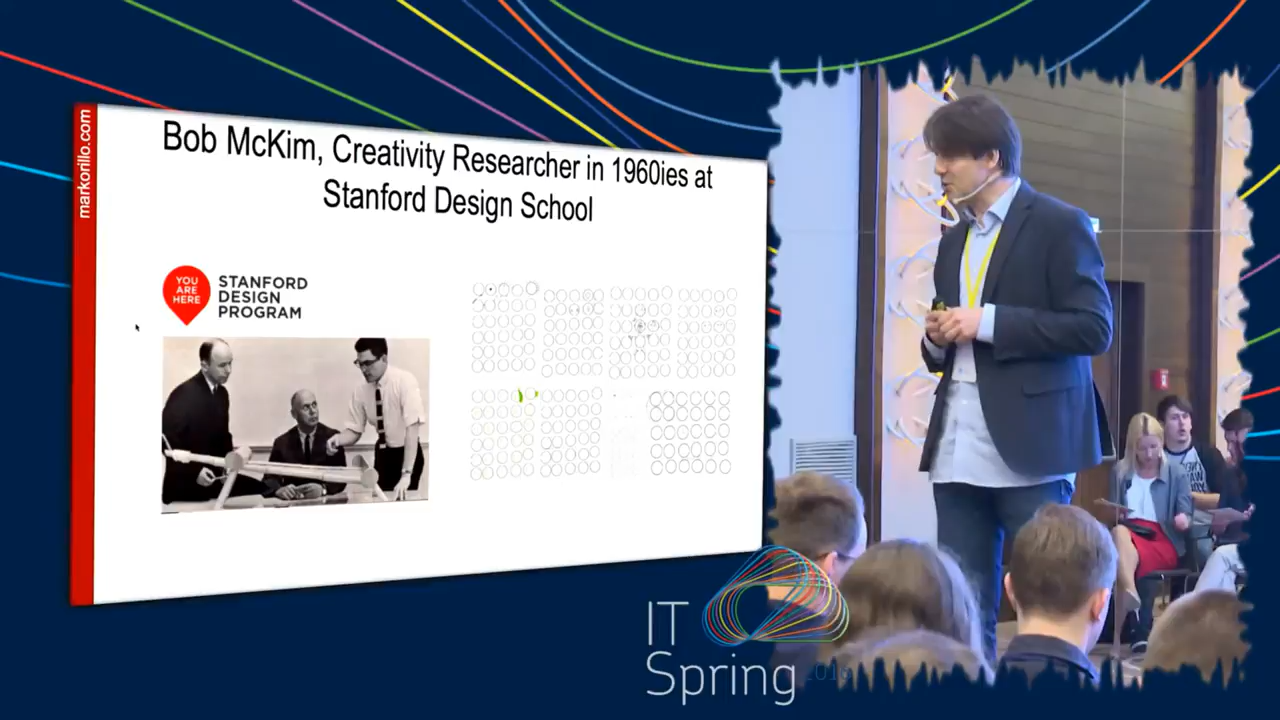 markorillo.com
Bob McKim, Creativity Researcher in 1960ies at
Stanford Design School
YOU
ARE
HERE
STANFORD
DESIGN
PROGRAM
IT
Spring